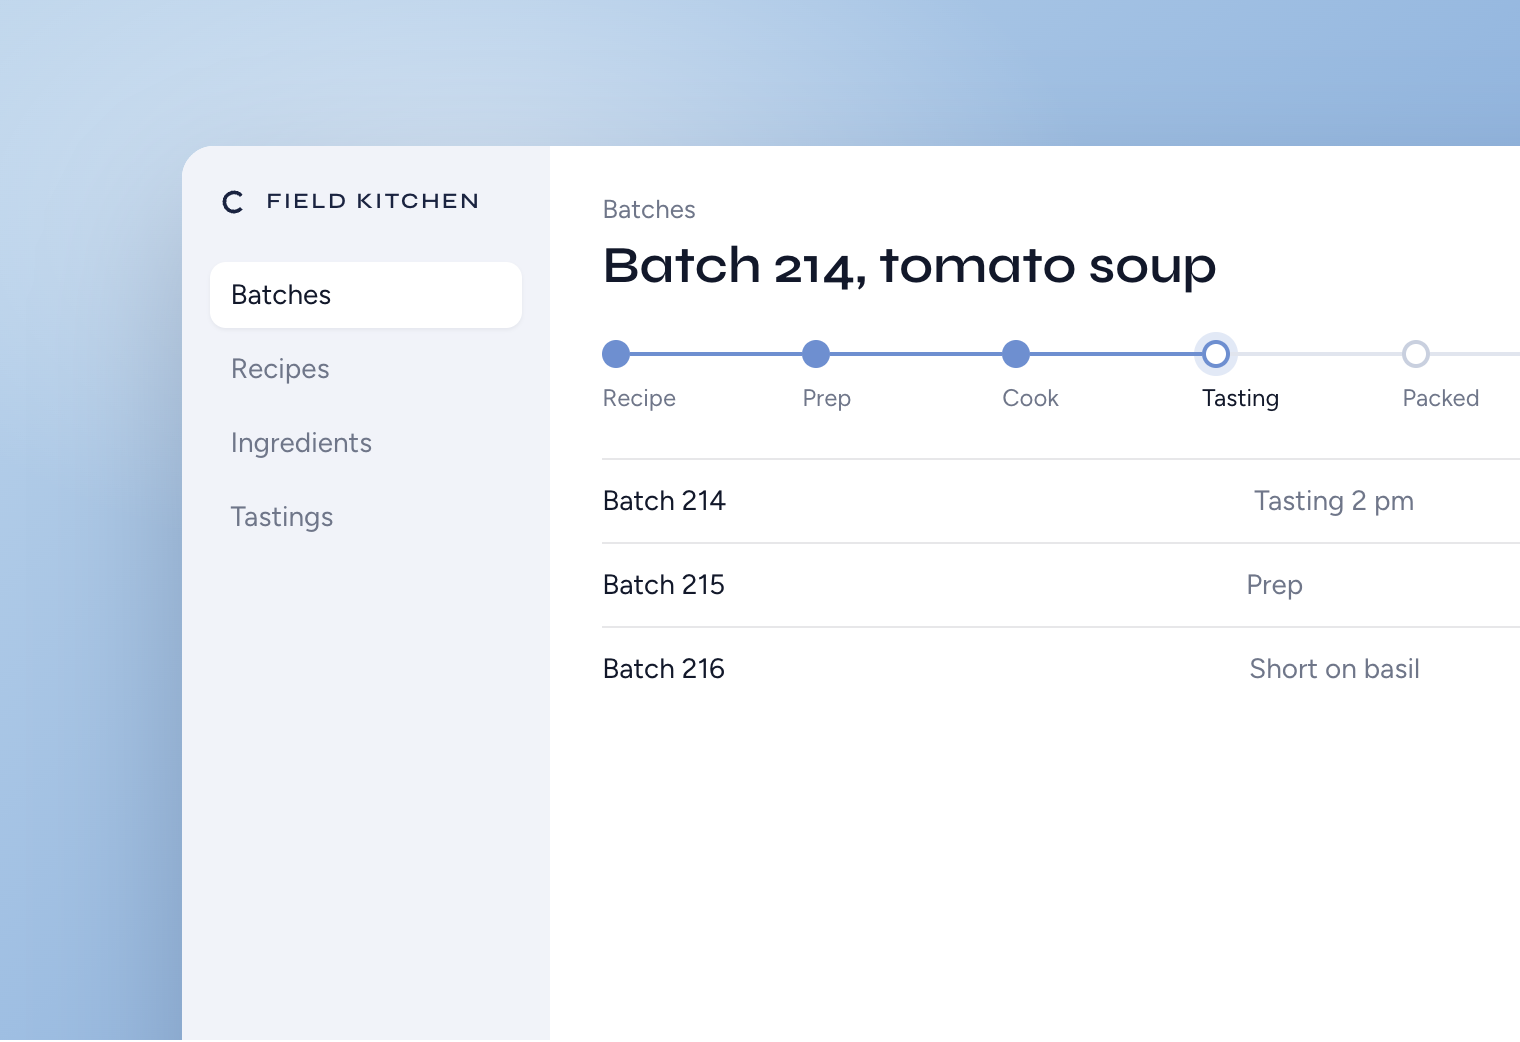 FIELD KITCHEN
Batches
Recipes
Ingredients
Tastings
Batches
Batch 214, tomato soup
Recipe Prep Cook Tasting Packed
Batch 214 Tasting 2 pm
Batch 215 Prep
Batch 216 Short on basil